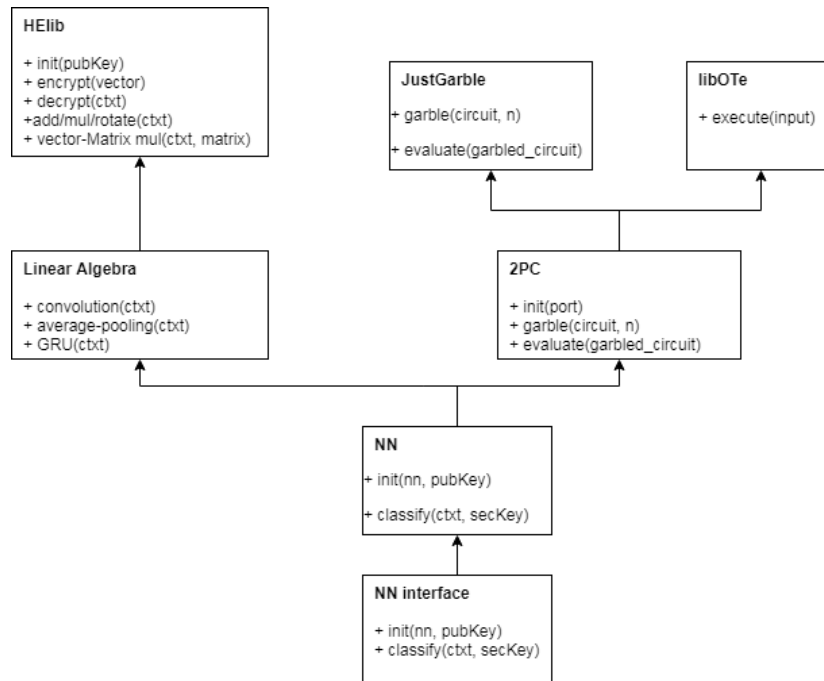 HElib
+ init(pubKey)
+ encrypt(vector)
+ decrypt(ctxt)
+add/mul/rotate(ctxt)
+ vector-Matrix mul(ctxt, matrix)
JustGarble
+ garble(circuit, n)
+ evaluate(garbled_circuit)
libOTe
+ execute(input)
Linear Algebra
+ convolution(ctxt)
+ average-pooling(ctxt)
+ GRU(ctxt)
2PC
+ init(port)
+ garble(circuit, n)
+ evaluate(garbled_circuit)
NN
+ init(nn, pubKey)
+ classify(ctxt, secKey)
NN interface
+ init(nn, pubKey)
+ classify(ctxt, secKey)